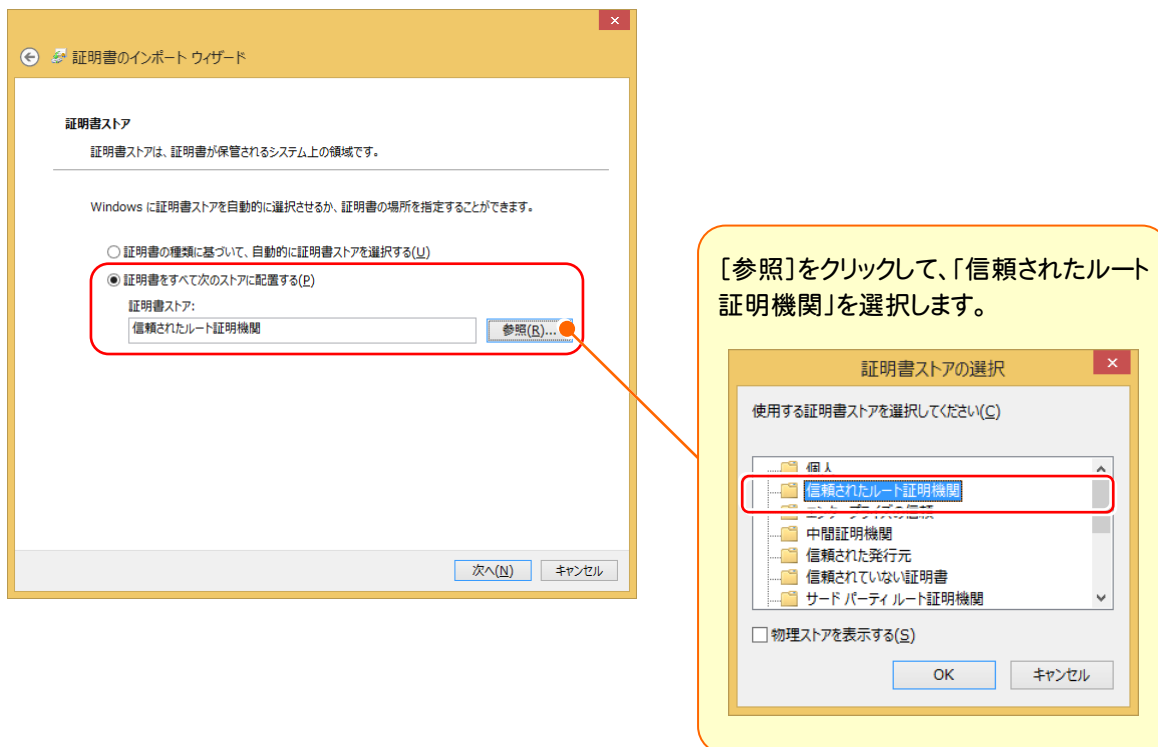 証明書のインポート ウィザード
証明書ストア
証明書ストアは、証明書が保管されるシステム上の領域です。
Windows に証明書ストアを自動的に選択させるか、証明書の場所を指定することができます。
証明書の種類に基づいて、自動的に証明書ストアを選択する(U)
証明書をすべて次のストアに配置する(P)
証明書ストア:
信頼されたルート証明機関
参照(R)...
次へ(N)
キャンセル
[参照]をクリックして、「信頼されたルート
証明機関」を選択します。
証明書ストアの選択
使用する証明書ストアを選択してください(C)
個人
信頼されたルート証明機関
エンタープライズの信頼
中間証明機関
信頼された発行元
信頼されていない証明書
サード パーティ ルート証明機関
物理ストアを表示する(S)
OK
キャンセル